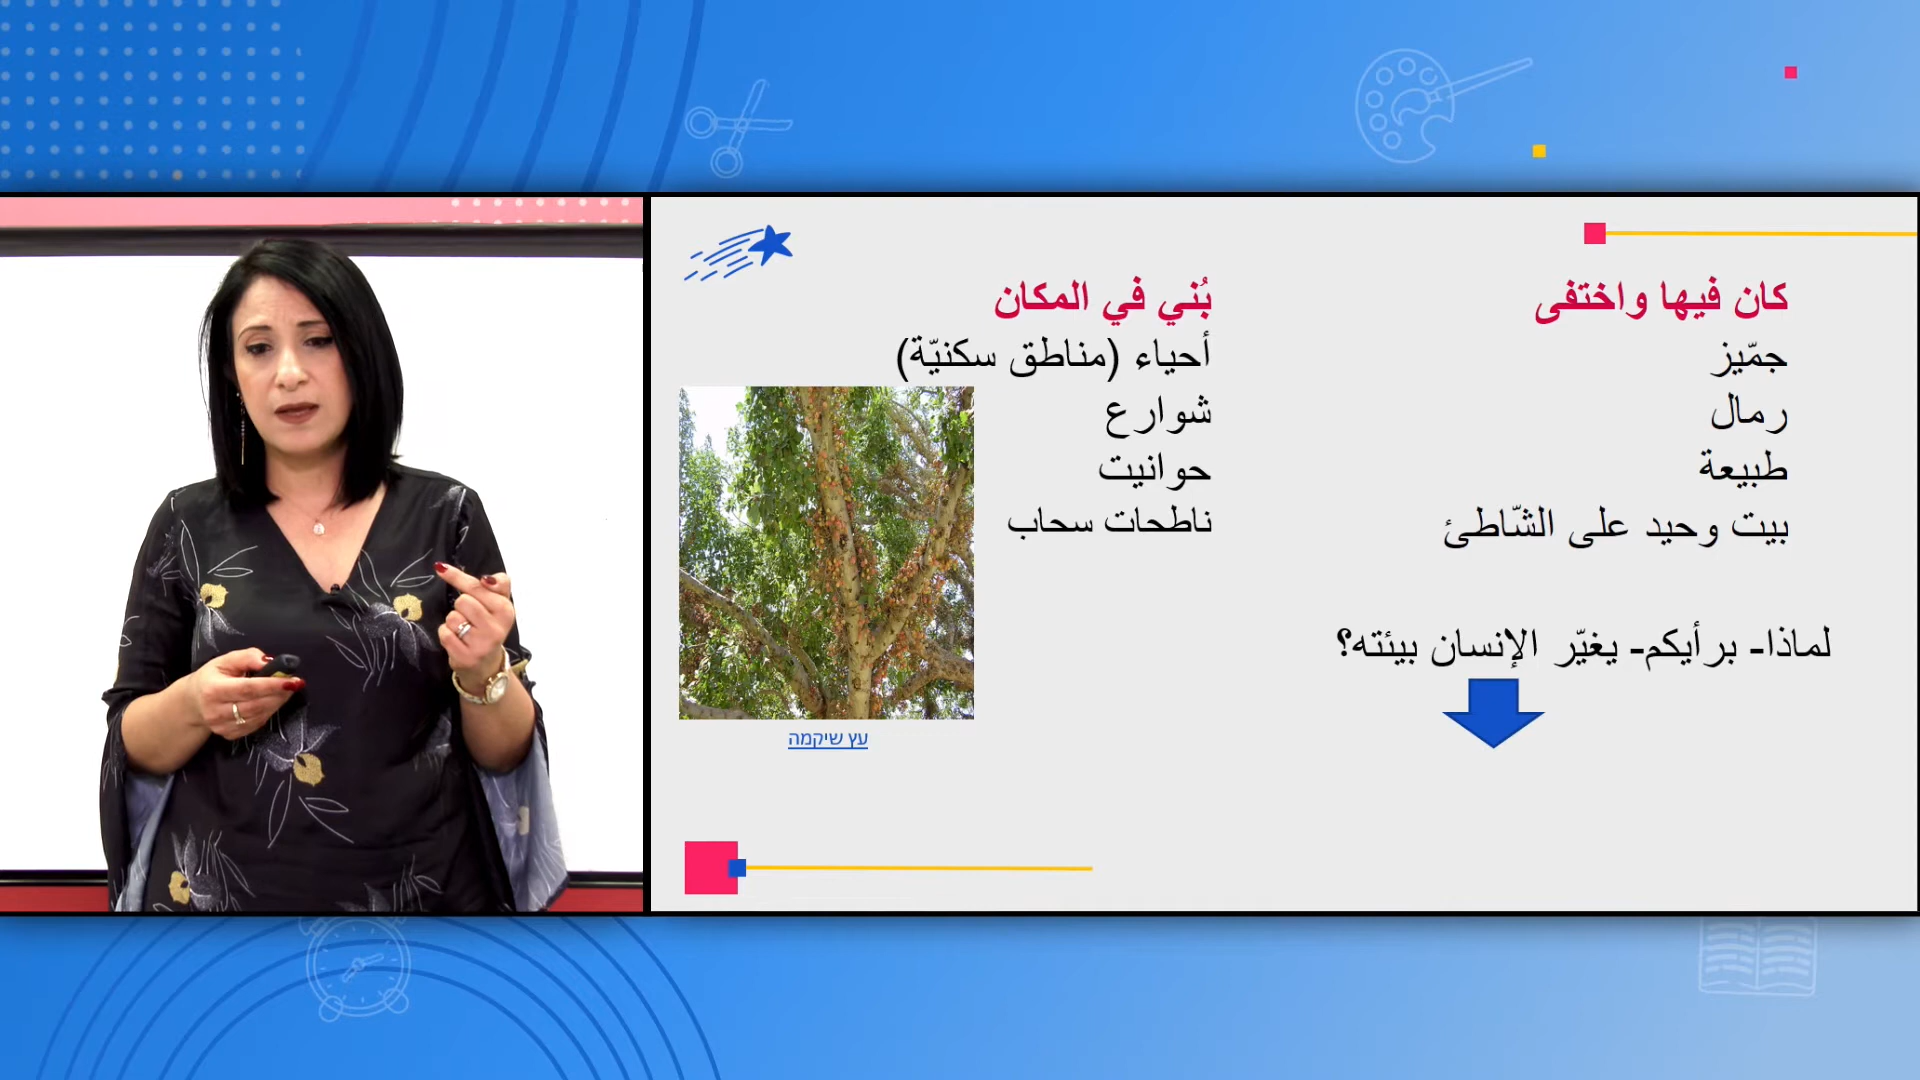 كان فيها واختفى
جمّيز
رمال
طبيعة
بيت وحيد على الشّاطئ
بُني في المكان
أحياء (مناطق سكنيّة)
شوارع
حوانيت
ناطحات سحاب
עץ שיקמה
لماذا- برأيكم- يغيّر الإنسان بيئته؟